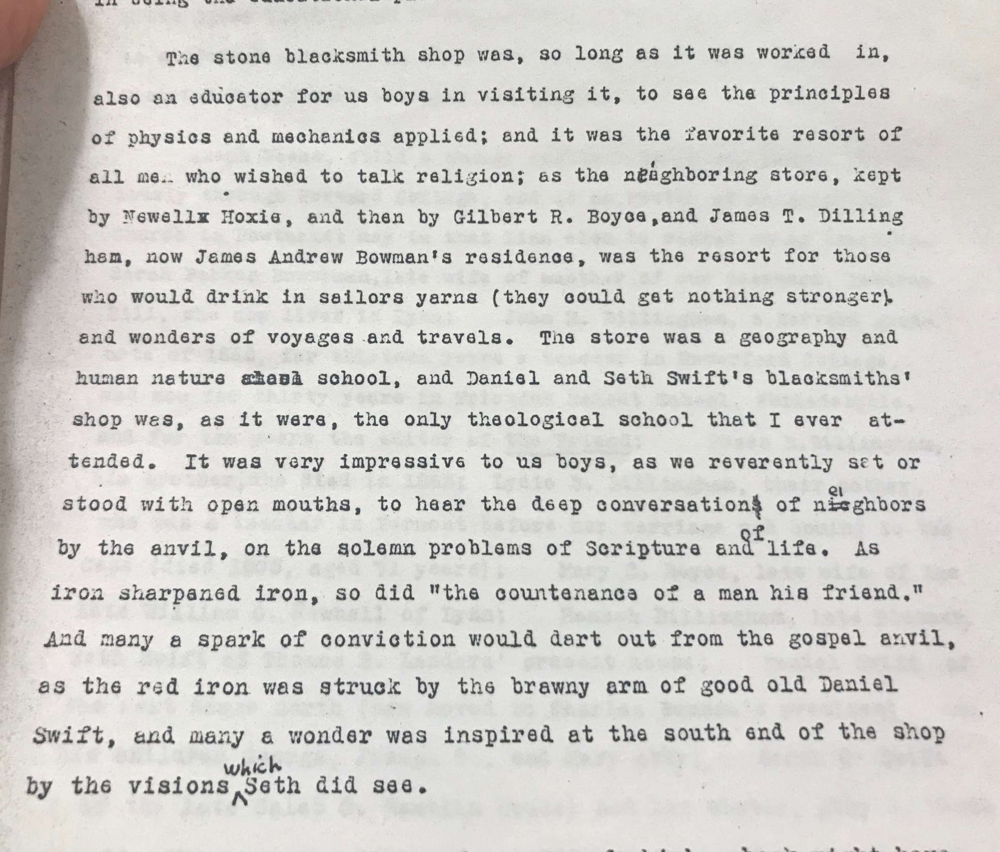 The stone blacksmith shop was, so long as it was worked in,
also an educator for us boys in visiting it, to see the principles
of physics and mechanics applied; and it was the favorite resort of
all men who wished to talk religion; as the neighboring store, kept
by Newell Hoxie, and then by Gilbert R. Boyce,and James T. Dilling
ham, now James Andrew Bowman's residence, was the resort for those
who would drink in sailors yarns (they could get nothing stronger).
and wonders of voyages and travels. The store was a geography and
human nature school, and Daniel and Seth Swift's blacksmiths'
shop was, as it were, the only theological school that I ever at-
tended. It was very impressive to us boys, as we reverently sat or
stood with open mouths, to hear the deep conversation of neighbors
by the anvil, on the solemn problems of Scripture and of life. As
iron sharpened iron, so did "the countenance of a man his friend."
And many a spark of conviction would dart out from the gospel anvil,
as the red iron was struck by the brawny arm of good old Daniel
Swift, and many a wonder was inspired at the south end of the shop
by the visions which Seth did see.